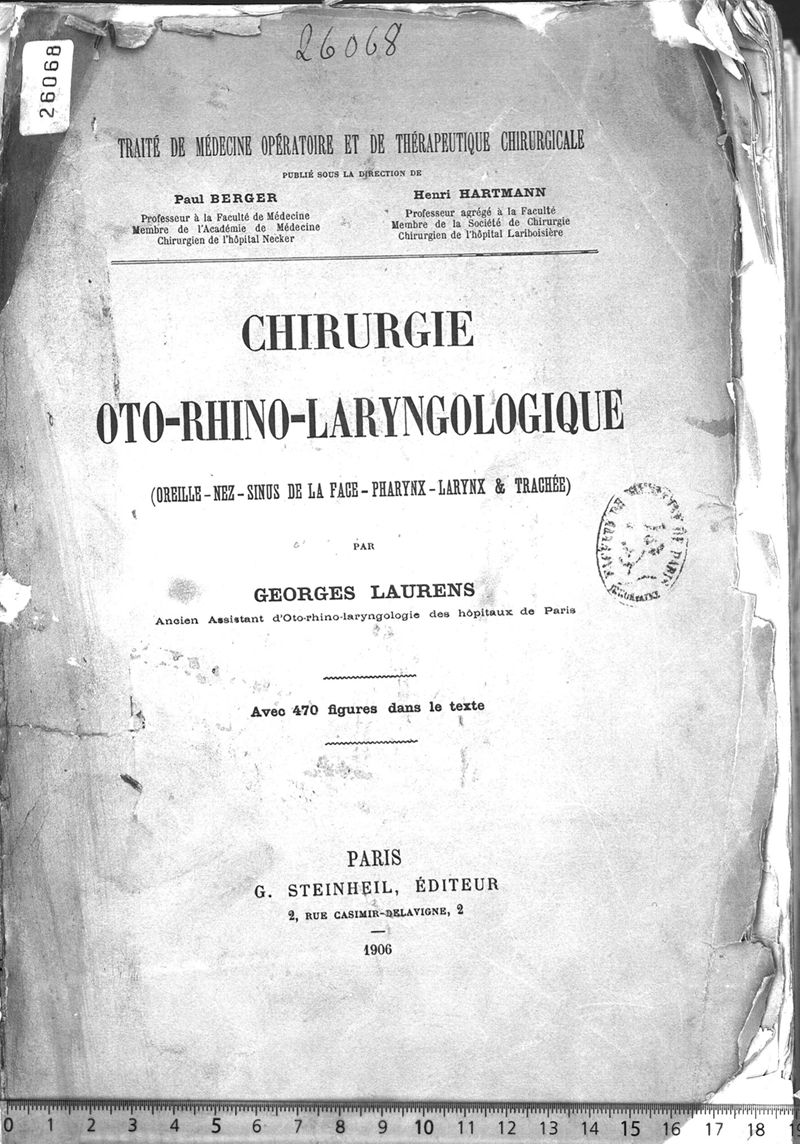 26068
26068
TRAITÉ DE MÉDECINE OPÉRATOIRE ET DE THÉRAPEUTIQUE CHIRURGICALE
PUBLIÉ SOUS LA DIRECTION DE
Paul BERGER
Professeur à la Faculté de Médecine
Membre de l'Académie de Médecine
Chirurgien de l'hôpital Necker
Henri HARTMANN
Professeur agrégé à la Faculté
Membre de la Société de Chirurgie
Chirurgien de l'hôpital Lariboisière
CHIRURGIE
OTO-RHINO-LARYNGOLOGIQUE
(OREILLE - NEZ - SINUS DE LA FACE - PHARYNX - LARYNX & TRACHÉE)
PAR
GEORGES LAURENS
Ancien Assistant d'Oto-rhino-laryngologie des hôpitaux de Paris
Avec 470 figures dans le texte
PARIS
G. STEINHEIL, ÉDITEUR
2, RUE CASIMIR-DELAVIGNE, 2
1906
0 1 2 3 4 5 6 7 8 9 10 11 12 13 14 15 16 17 18